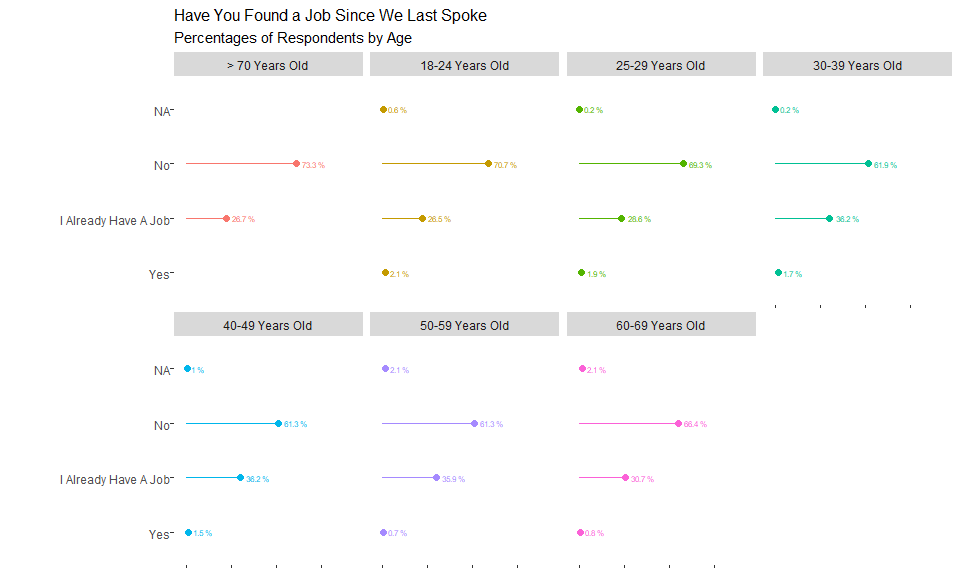 Have You Found a Job Since We Last Spoke
Percentages of Respondents by Age
> 70 Years Old 18-24 Years Old 25-29 Years Old 30-39 Years Old
NA 0.6 % 0.2 % 0.2 %
No 73.3 % 70.7 % 69.3 % 61.9 %
I Already Have A Job 26.7 % 26.5 % 28.6 % 36.2 %
Yes 2.1 % 1.9 % 1.7 %
40-49 Years Old 50-59 Years Old 60-69 Years Old
NA 1 % 2.1 % 2.1 %
No 61.3 % 61.3 % 66.4 %
I Already Have A Job 36.2 % 35.9 % 30.7 %
Yes 1.5 % 0.7 % 0.8 %